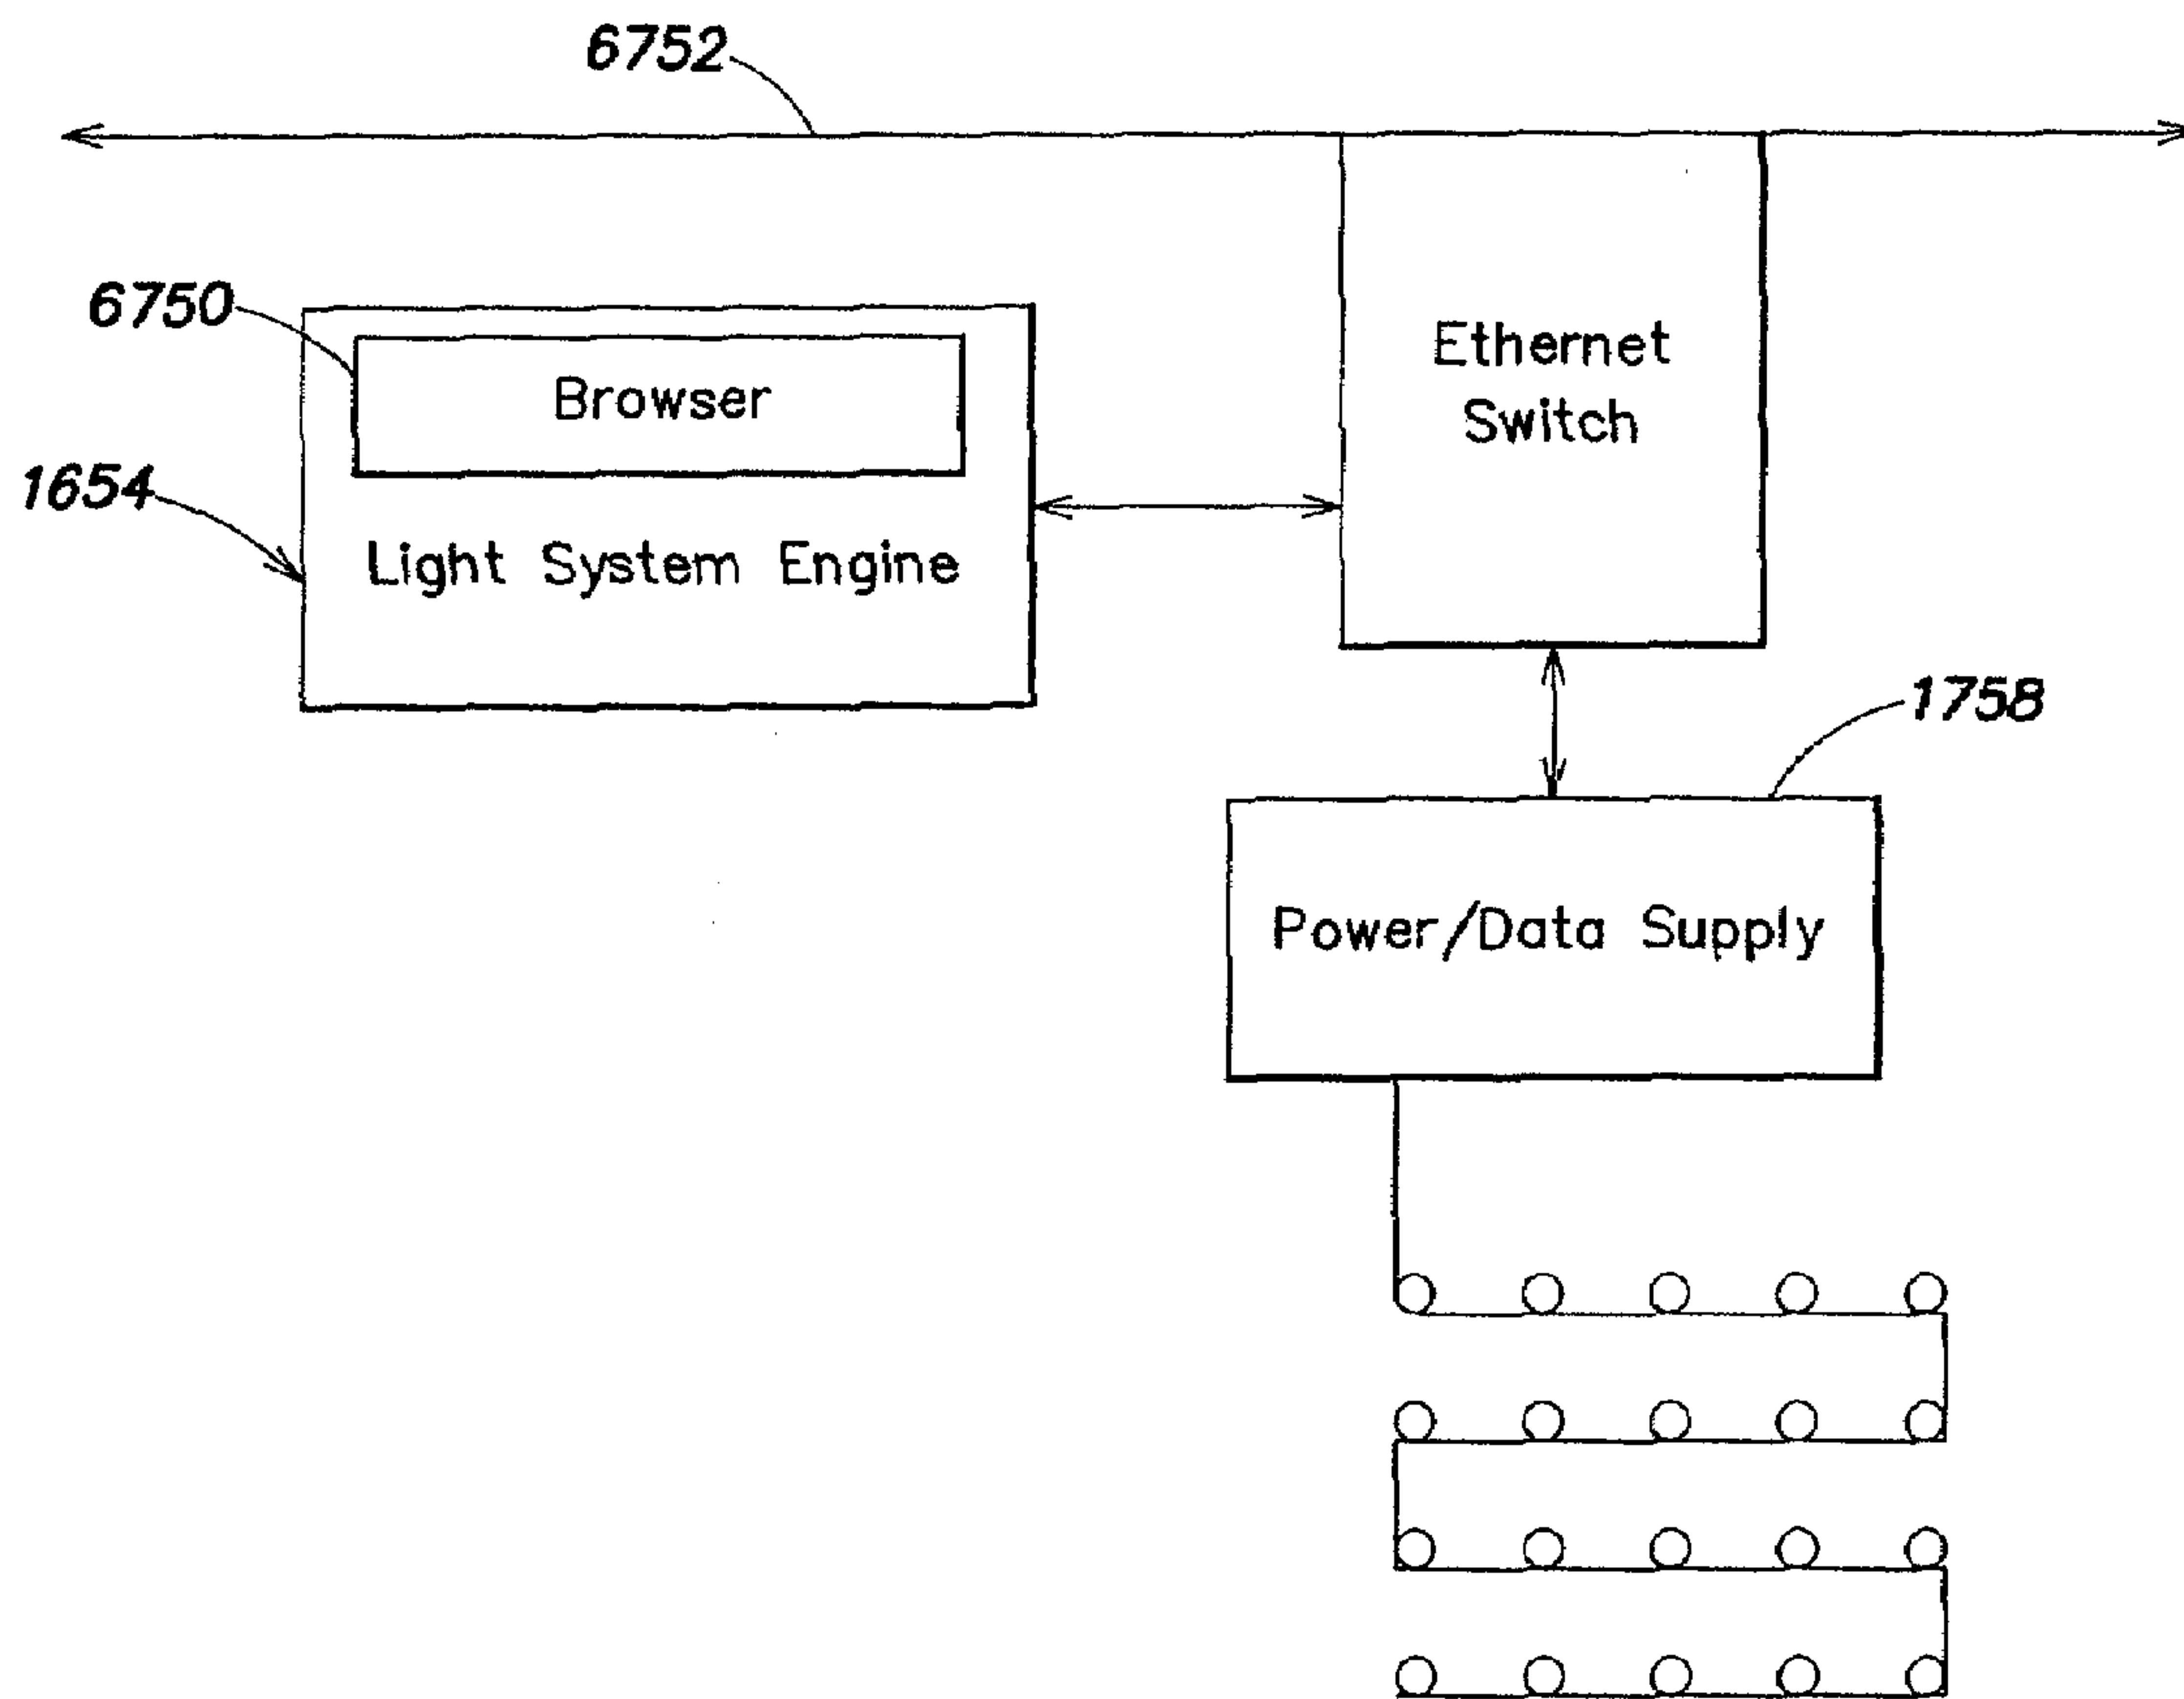 6752
6750
Browser
Ethernet
Switch
1654
Light System Engine
1758
Power/Data Supply